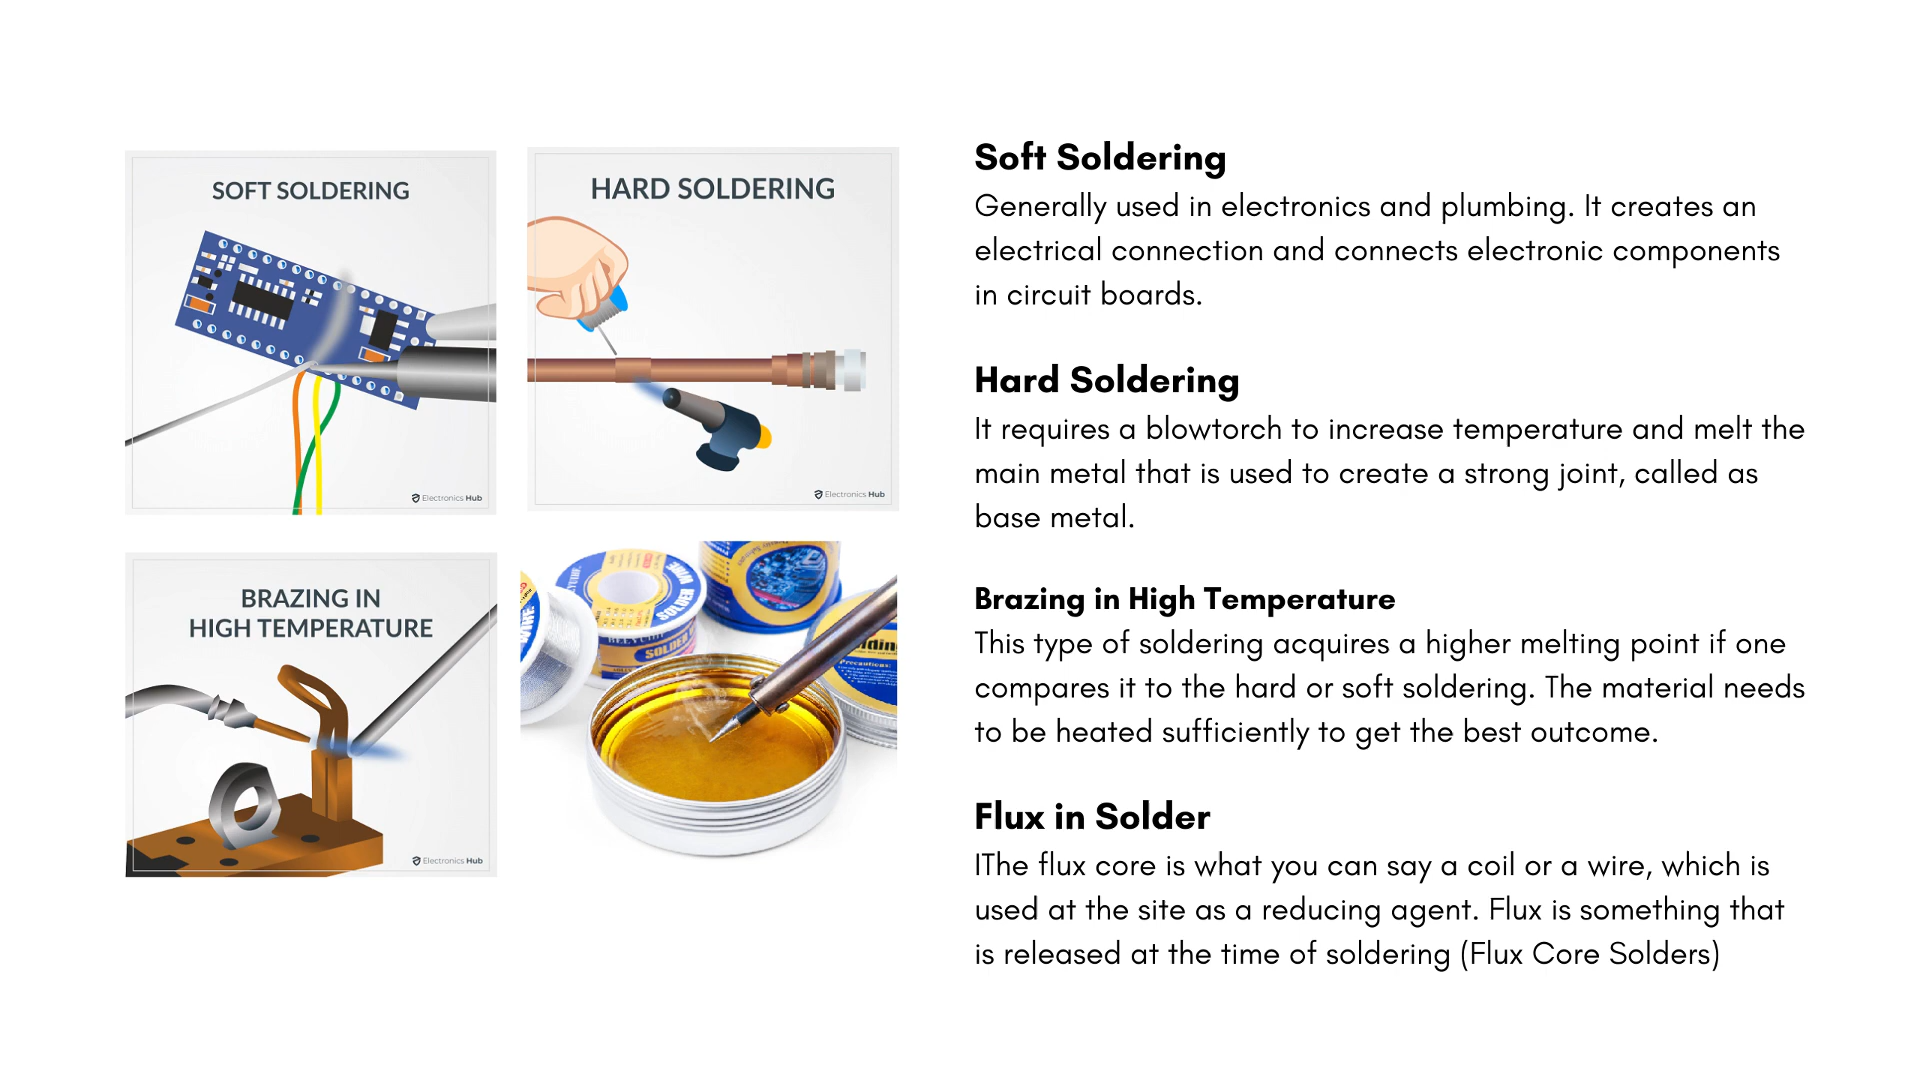 SOFT SOLDERING
Electronics Hub
HARD SOLDERING
Electronics Hub
BRAZING IN
HIGH TEMPERATURE
Electronics Hub
WIRE
SOLDER
WIRE
SOLDER
Precautions:
Soft Soldering
Generally used in electronics and plumbing. It creates an
electrical connection and connects electronic components
in circuit boards.
Hard Soldering
It requires a blowtorch to increase temperature and melt the
main metal that is used to create a strong joint, called as
base metal.
Brazing in High Temperature
This type of soldering acquires a higher melting point if one
compares it to the hard or soft soldering. The material needs
to be heated sufficiently to get the best outcome.
Flux in Solder
IThe flux core is what you can say a coil or a wire, which is
used at the site as a reducing agent. Flux is something that
is released at the time of soldering (Flux Core Solders)